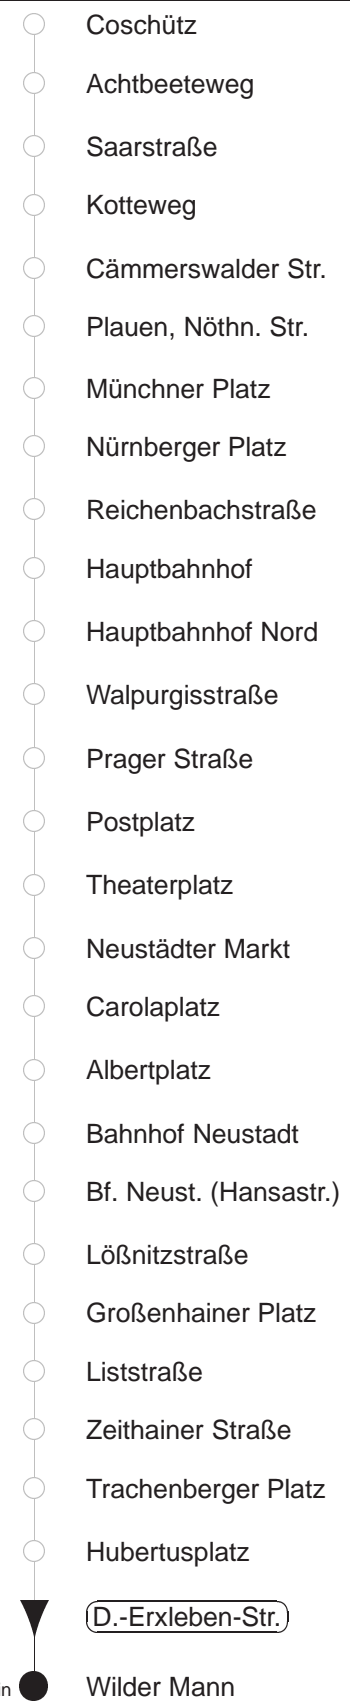 Coschütz
Achtbeeteweg
Saarstraße
Kotteweg
Cämmerswalder Str.
Plauen, Nöthn. Str.
Münchner Platz
Nürnberger Platz
Reichenbachstraße
Hauptbahnhof
Hauptbahnhof Nord
Walpurgisstraße
Prager Straße
Postplatz
Theaterplatz
Neustädter Markt
Carolaplatz
Albertplatz
Bahnhof Neustadt
Bf. Neust. (Hansastr.)
Lößnitzstraße
Großenhainer Platz
Liststraße
Zeithainer Straße
Trachenberger Platz
Hubertusplatz
D.-Erxleben-Str.
in Wilder Mann